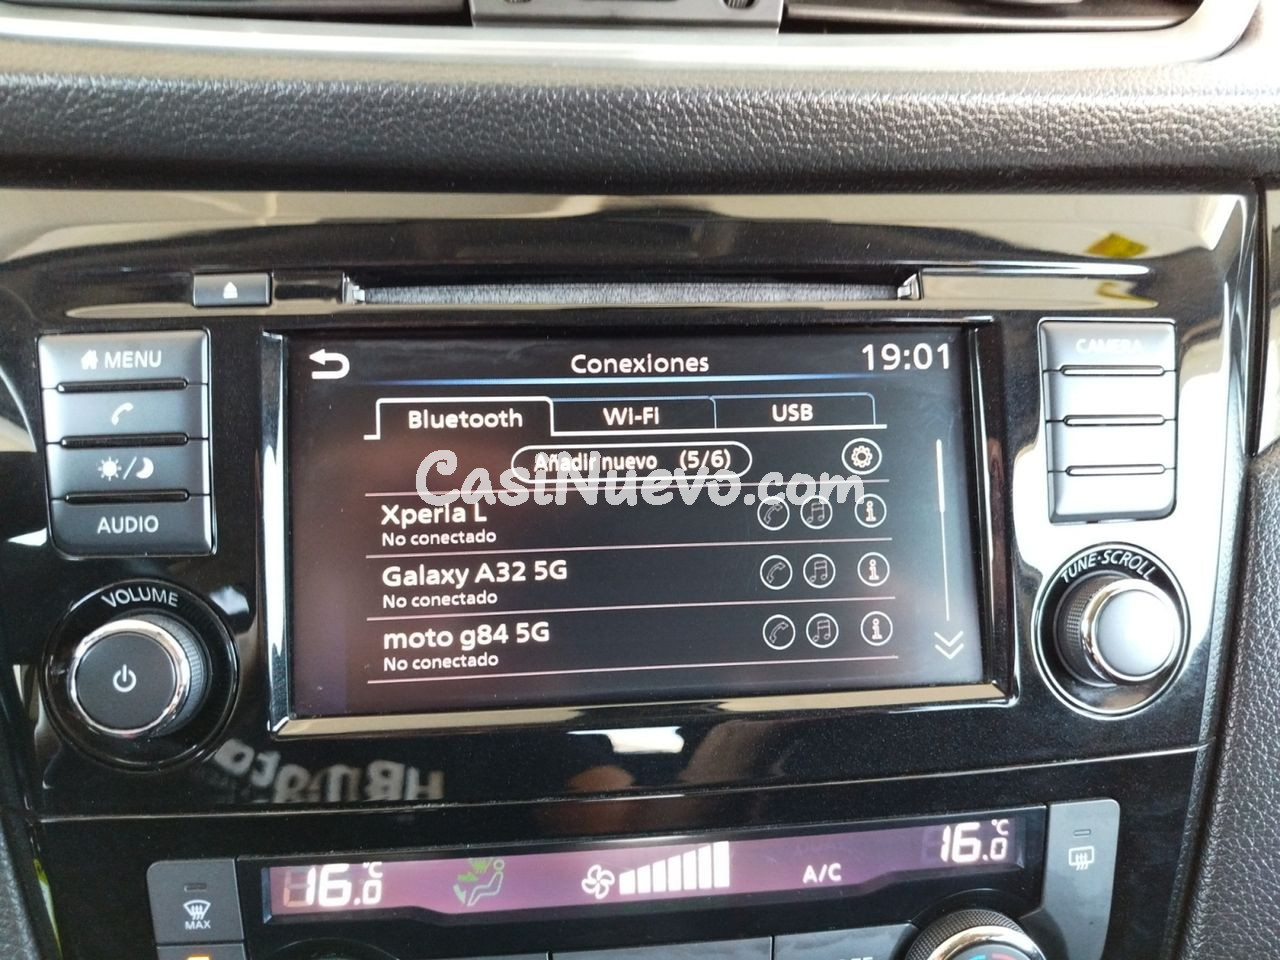 MENU
CAMERA
Conexiones
19:01
Bluetooth
Wi-Fi
USB
Añadir nuevo (5/6)
CasiNuevo.com
Xperia L
No conectado
Galaxy A32 5G
No conectado
moto g84 5G
No conectado
AUDIO
VOLUME
TUNE·SCROLL
16.0 °C
A/C
16.0 °C
MAX